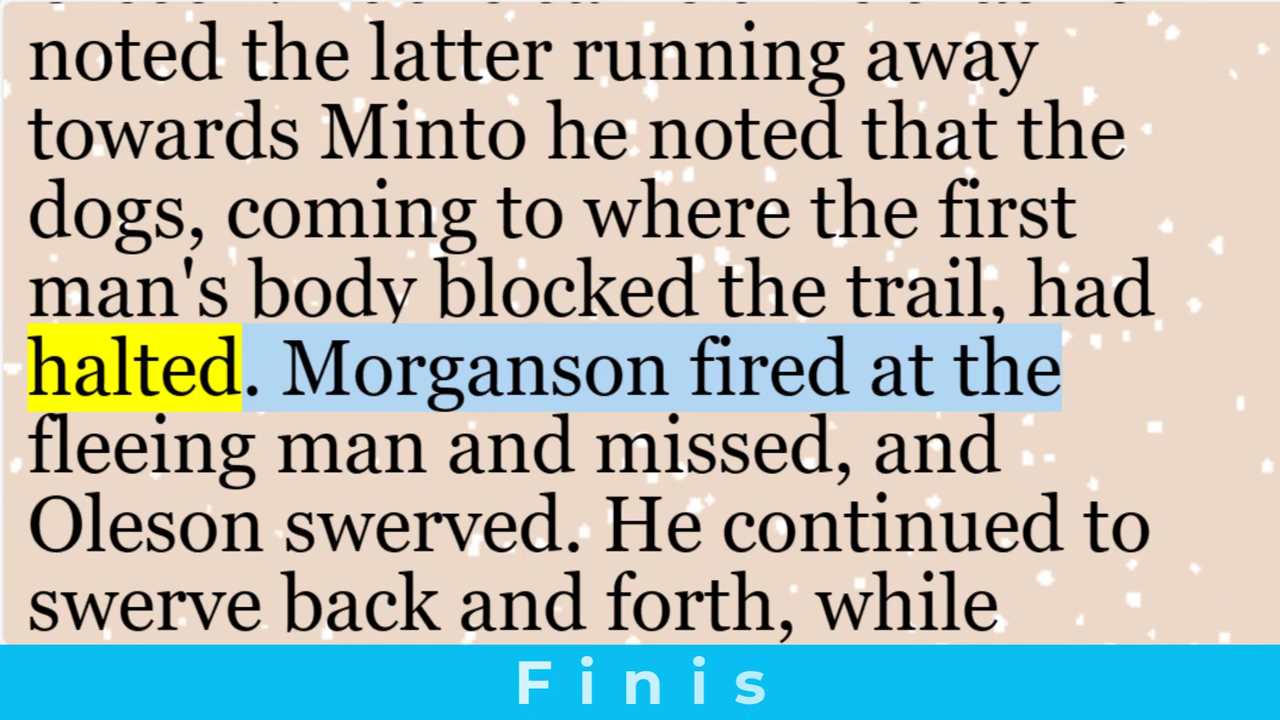 noted the latter running away
towards Minto he noted that the
dogs, coming to where the first
man's body blocked the trail, had
halted. Morganson fired at the
fleeing man and missed, and
Oleson swerved. He continued to
swerve back and forth, while
Finis